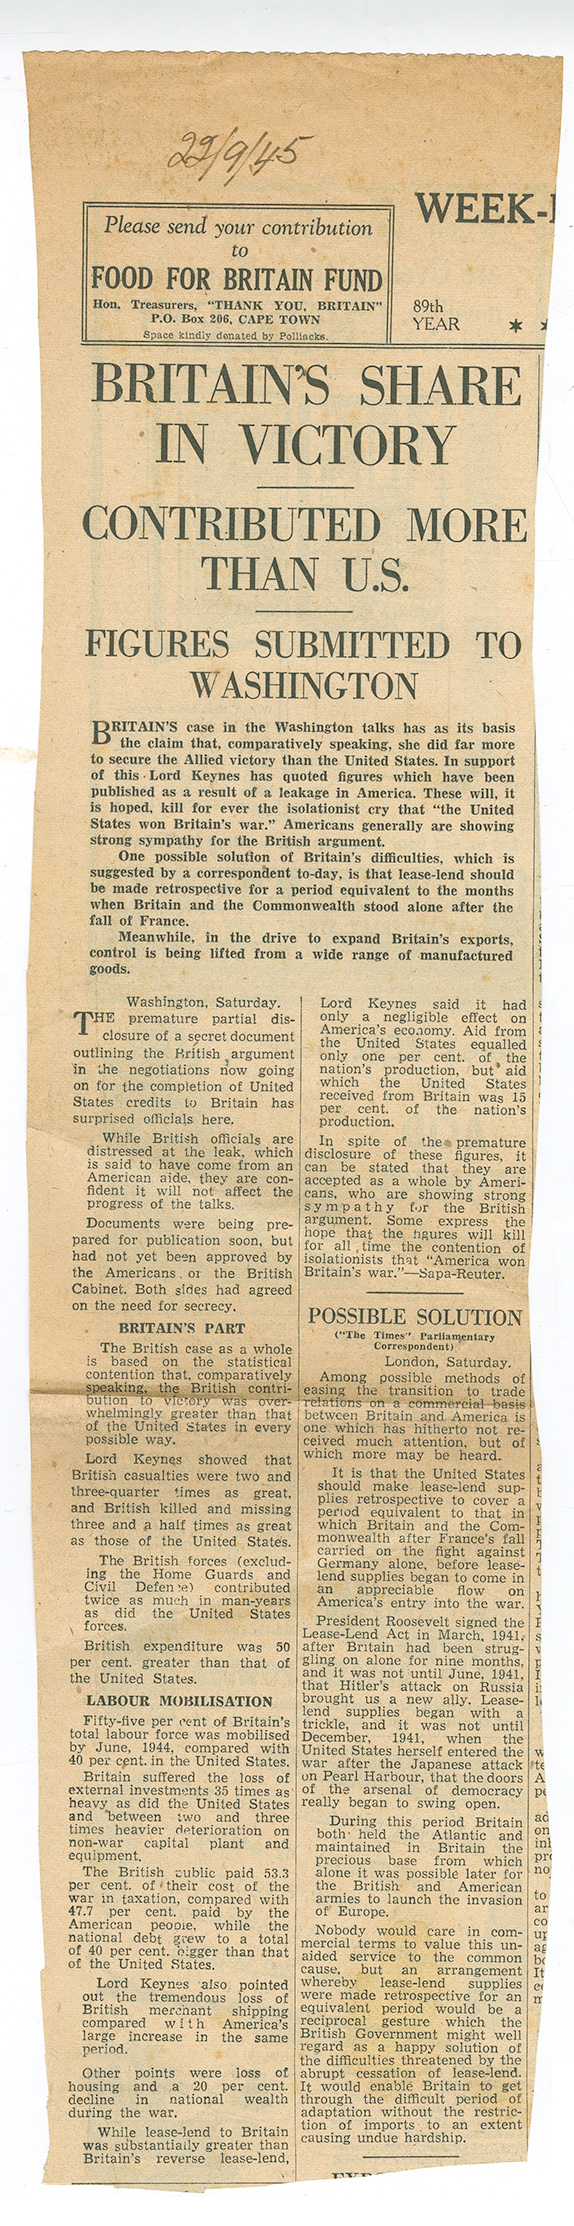 22/9/45
Please send your contribution
to
FOOD FOR BRITAIN FUND
Hon. Treasurers, "THANK YOU, BRITAIN"
P.O. Box 206, CAPE TOWN
Space kindly donated by Polliacks.
WEEK-
89th
YEAR
BRITAIN'S SHARE
IN VICTORY
CONTRIBUTED MORE
THAN U.S.
FIGURES SUBMITTED TO
WASHINGTON
BRITAIN'S case in the Washington talks has as its basis
the claim that, comparatively speaking, she did far more
to secure the Allied victory than the United States. In support
of this Lord Keynes has quoted figures which have been
published as a result of a leakage in America. These will, it
is hoped, kill for ever the isolationist cry that "the United
States won Britain's war." Americans generally are showing
strong sympathy for the British argument.
One possible solution of Britain's difficulties, which is
suggested by a correspondent to-day, is that lease-lend should
be made retrospective for a period equivalent to the months
when Britain and the Commonwealth stood alone after the
fall of France.
Meanwhile, in the drive to expand Britain's exports,
control is being lifted from a wide range of manufactured
goods.
Washington, Saturday.
THE premature partial dis-
closure of a secret document
outlining the British argument
in the negotiations now going
on for the completion of United
States credits to Britain has
surprised officials here.
While British officials are
distressed at the leak, which
is said to have come from an
American aide, they are con-
fident it will not affect the
progress of the talks.
Documents were being pre-
pared for publication soon, but
had not yet been approved by
the Americans or the British
Cabinet. Both sides had agreed
on the need for secrecy.
BRITAIN'S PART
The British case as a whole
is based on the statistical
contention that, comparatively
speaking, the British contri-
bution to victory was over-
whelmingly greater than that
of the United States in every
possible way.
Lord Keynes showed that
British casualties were two and
three-quarter times as great,
and British killed and missing
three and a half times as great
as those of the United States.
The British forces (exclud-
ing the Home Guards and
Civil Defence) contributed
twice as much in man-years
as did the United States
forces.
British expenditure was 50
per cent. greater than that of
the United States.
LABOUR MOBILISATION
Fifty-five per cent of Britain's
total labour force was mobilised
by June, 1944, compared with
40 per cent. in the United States.
Britain suffered the loss of
external investments 35 times as
heavy as did the United States
and between two and three
times heavier deterioration on
non-war capital plant and
equipment.
The British public paid 53.3
per cent. of their cost of the
war in taxation, compared with
47.7 per cent. paid by the
American people, while the
national debt grew to a total
of 40 per cent. bigger than that
of the United States.
Lord Keynes also pointed
out the tremendous loss of
British merchant shipping
compared with America's
large increase in the same
period.
Other points were loss of
housing and a 20 per cent.
decline in national wealth
during the war.
While lease-lend to Britain
was substantially greater than
Britain's reverse lease-lend,
Lord Keynes said it had
only a negligible effect on
America's economy. Aid from
the United States equalled
only one per cent. of the
nation's production, but aid
which the United States
received from Britain was 15
per cent. of the nation's
production.
In spite of the premature
disclosure of these figures, it
can be stated that they are
accepted as a whole by Ameri-
cans, who are showing strong
sympathy for the British
argument. Some express the
hope that the figures will kill
for all time the contention of
isolationists that "America won
Britain's war."—Sapa-Reuter.
POSSIBLE SOLUTION
("The Times" Parliamentary
Correspondent)
London, Saturday.
Among possible methods of
easing the transition to trade
relations on a commercial basis
between Britain and America is
one which has hitherto not re-
ceived much attention, but of
which more may be heard.
It is that the United States
should make lease-lend sup-
plies retrospective to cover a
period equivalent to that in
which Britain and the Com-
monwealth after France's fall
carried on the fight against
Germany alone, before lease-
lend supplies began to come in
an appreciable flow on
America's entry into the war.
President Roosevelt signed the
Lease-Lend Act in March, 1941,
after Britain had been strug-
gling on alone for nine months,
and it was not until June, 1941,
that Hitler's attack on Russia
brought us a new ally. Lease-
lend supplies began with a
trickle, and it was not until
December, 1941, when the
United States herself entered the
war after the Japanese attack
on Pearl Harbour, that the doors
of the arsenal of democracy
really began to swing open.
During this period Britain
both held the Atlantic and
maintained in Britain the
precious base from which
alone it was possible later for
the British and American
armies to launch the invasion
of Europe.
Nobody would care in com-
mercial terms to value this un-
aided service to the common
cause, but an arrangement
whereby lease-lend supplies
were made retrospective for an
equivalent period would be a
reciprocal gesture which the
British Government might well
regard as a happy solution of
the difficulties threatened by the
abrupt cessation of lease-lend.
It would enable Britain to get
through the difficult period of
adaptation without the restric-
tion of imports to an extent
causing undue hardship.